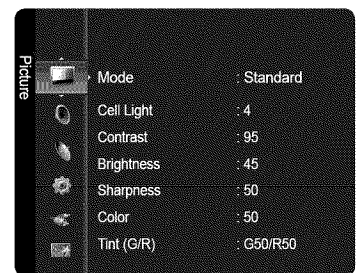 Picture
Mode : Standard
Cell Light : 4
Contrast : 95
Brightness : 45
Sharpness : 50
Color : 50
Tint (G/R) : G50/R50